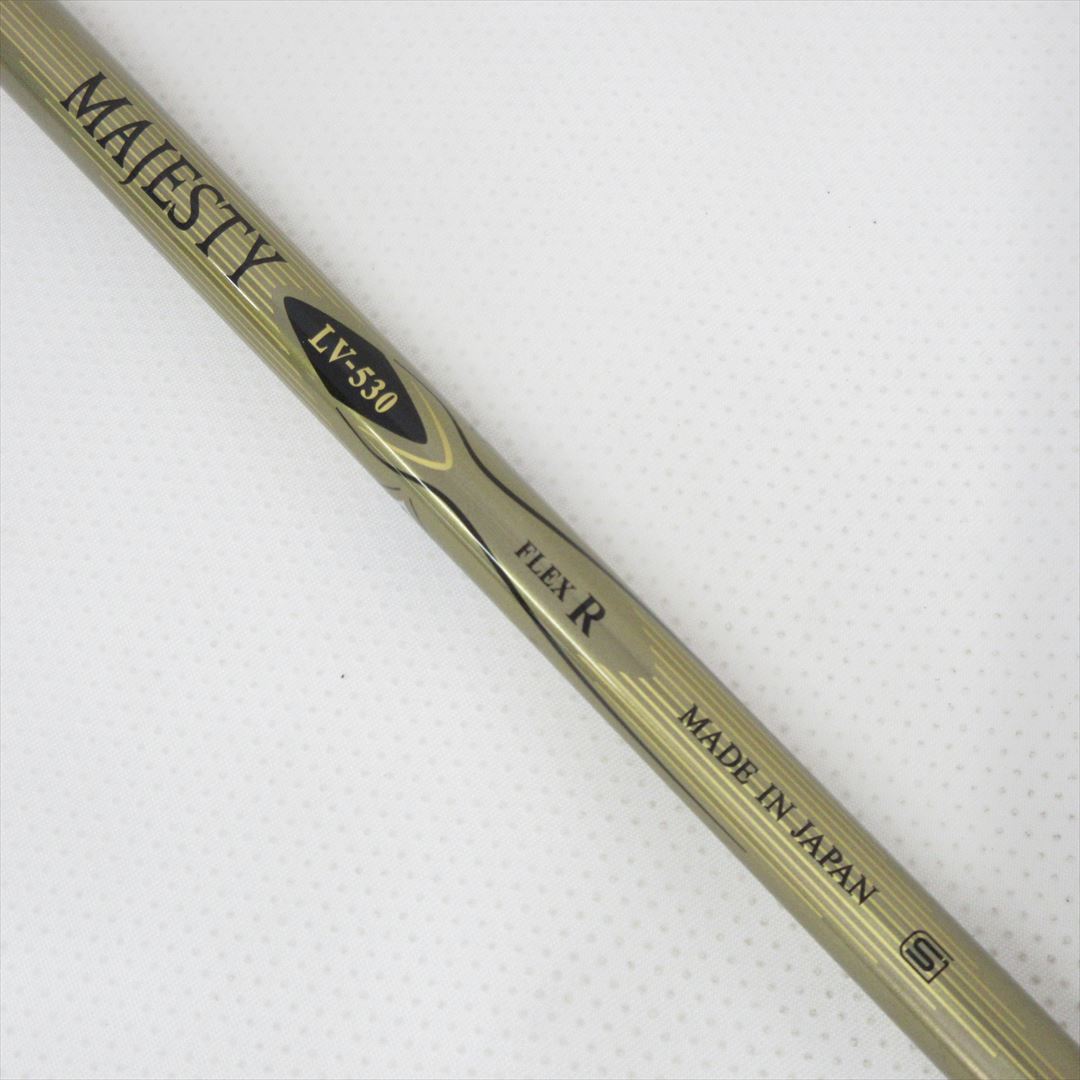 MAJESTY
LV-530
FLEX R
MADE IN JAPAN
S